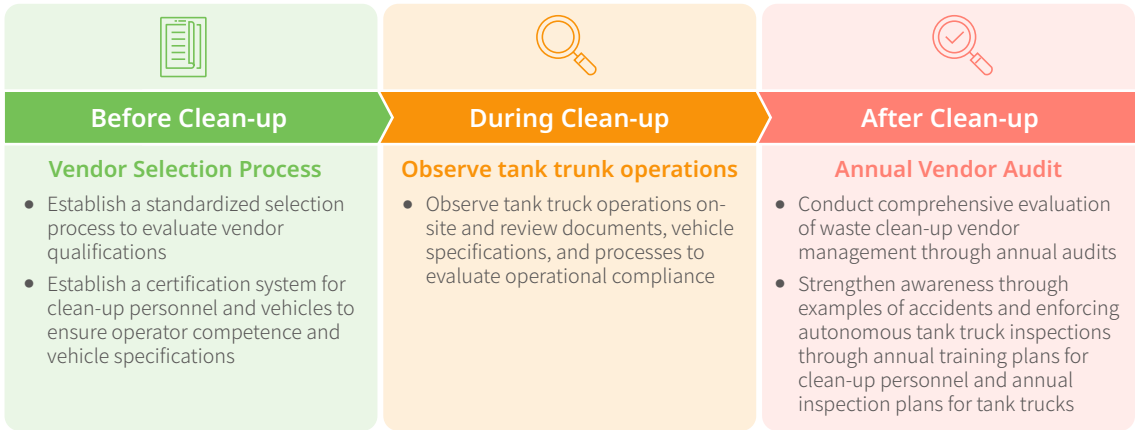 Before Clean-up
During Clean-up
After Clean-up
Vendor Selection Process
• Establish a standardized selection
process to evaluate vendor
qualifications
• Establish a certification system for
clean-up personnel and vehicles to
ensure operator competence and
vehicle specifications
Observe tank trunk operations
• Observe tank truck operations on-
site and review documents, vehicle
specifications, and processes to
evaluate operational compliance
Annual Vendor Audit
• Conduct comprehensive evaluation
of waste clean-up vendor
management through annual audits
• Strengthen awareness through
examples of accidents and enforcing
autonomous tank truck inspections
through annual training plans for
clean-up personnel and annual
inspection plans for tank trucks